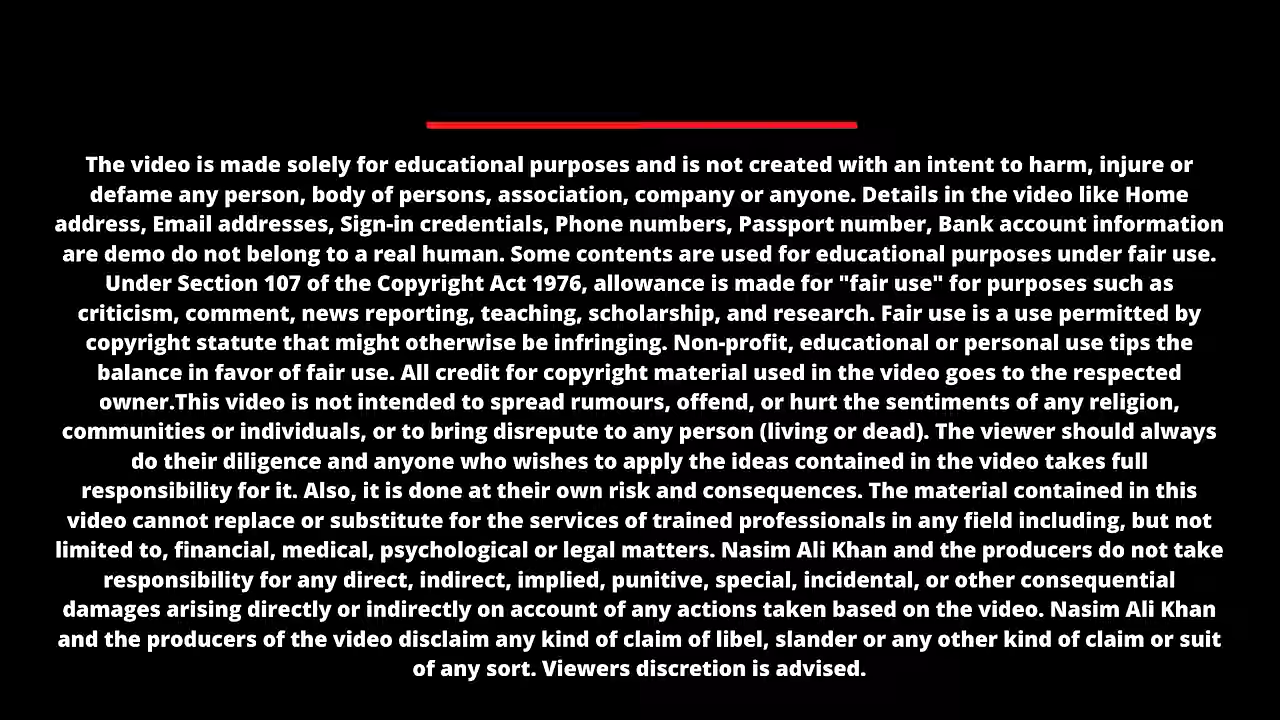 The video is made solely for educational purposes and is not created with an intent to harm, injure or
defame any person, body of persons, association, company or anyone. Details in the video like Home
address, Email addresses, Sign-in credentials, Phone numbers, Passport number, Bank account information
are demo do not belong to a real human. Some contents are used for educational purposes under fair use.
Under Section 107 of the Copyright Act 1976, allowance is made for "fair use" for purposes such as
criticism, comment, news reporting, teaching, scholarship, and research. Fair use is a use permitted by
copyright statute that might otherwise be infringing. Non-profit, educational or personal use tips the
balance in favor of fair use. All credit for copyright material used in the video goes to the respected
owner.This video is not intended to spread rumours, offend, or hurt the sentiments of any religion,
communities or individuals, or to bring disrepute to any person (living or dead). The viewer should always
do their diligence and anyone who wishes to apply the ideas contained in the video takes full
responsibility for it. Also, it is done at their own risk and consequences. The material contained in this
video cannot replace or substitute for the services of trained professionals in any field including, but not
limited to, financial, medical, psychological or legal matters. Nasim Ali Khan and the producers do not take
responsibility for any direct, indirect, implied, punitive, special, incidental, or other consequential
damages arising directly or indirectly on account of any actions taken based on the video. Nasim Ali Khan
and the producers of the video disclaim any kind of claim of libel, slander or any other kind of claim or suit
of any sort. Viewers discretion is advised.